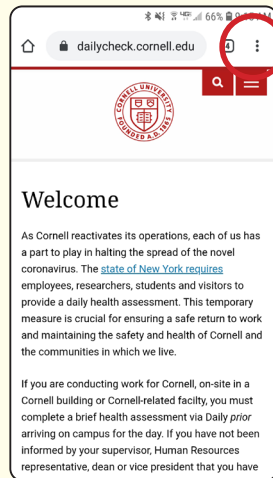 66%
dailycheck.cornell.edu
CORNELL UNIVERSITY
FOUNDED A.D. 1865
Welcome
As Cornell reactivates its operations, each of us has
a part to play in halting the spread of the novel
coronavirus. The state of New York requires
employees, researchers, students and visitors to
provide a daily health assessment. This temporary
measure is crucial for ensuring a safe return to work
and maintaining the safety and health of Cornell and
the communities in which we live.
If you are conducting work for Cornell, on-site in a
Cornell building or Cornell-related facilty, you must
complete a brief health assessment via Daily prior
arriving on campus for the day. If you have not been
informed by your supervisor, Human Resources
representative, dean or vice president that you have